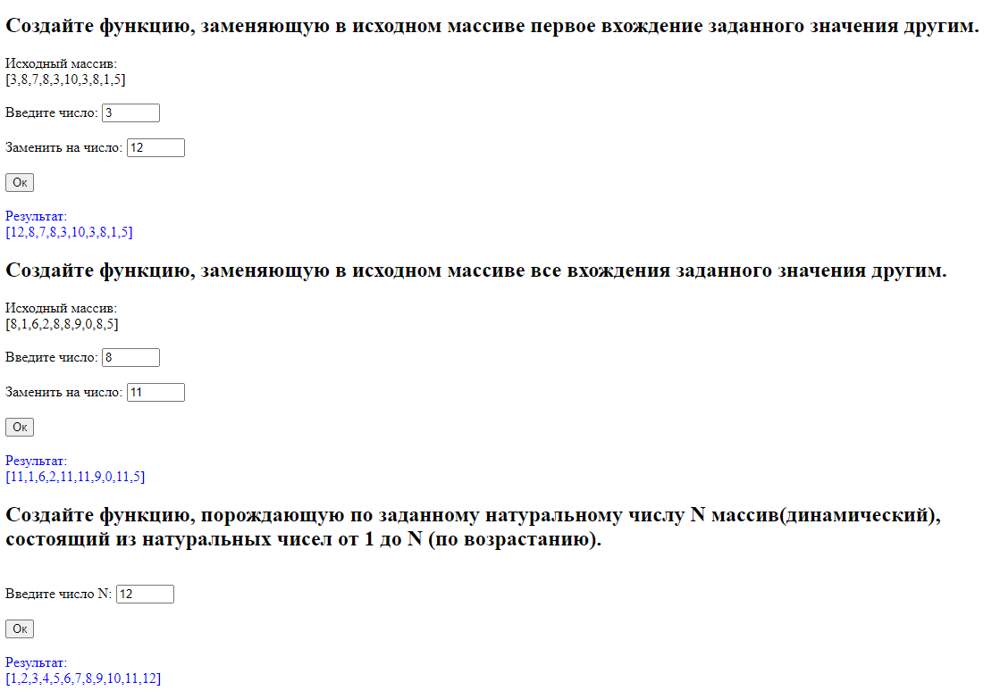 Создайте функцию, заменяющую в исходном массиве первое вхождение заданного значения другим.
Исходный массив:
[3,8,7,8,3,10,3,8,1,5]
Введите число: 3
Заменить на число: 12
Ок
Результат:
[12,8,7,8,3,10,3,8,1,5]
Создайте функцию, заменяющую в исходном массиве все вхождения заданного значения другим.
Исходный массив:
[8,1,6,2,8,8,9,0,8,5]
Введите число: 8
Заменить на число: 11
Ок
Результат:
[11,1,6,2,11,11,9,0,11,5]
Создайте функцию, порождающую по заданному натуральному числу N массив(динамический),
состоящий из натуральных чисел от 1 до N (по возрастанию).
Введите число N: 12
Ок
Результат:
[1,2,3,4,5,6,7,8,9,10,11,12]